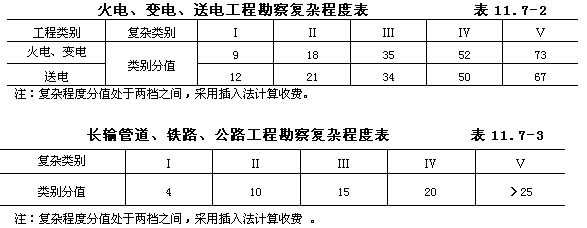 火电、变电、送电工程勘察复杂程度表 表 11.7-2
工程类别 复杂类别 I II III IV V
火电、变电 类别分值 9 18 35 52 73
送电 12 21 34 50 67
注：复杂程度分值处于两档之间，采用插入法计算收费。
长输管道、铁路、公路工程勘察复杂程度表 表 11.7-3
复杂类别 I II III IV V
类别分值 4 10 15 20 >25
注：复杂程度分值处于两档之间，采用插入法计算收费 。